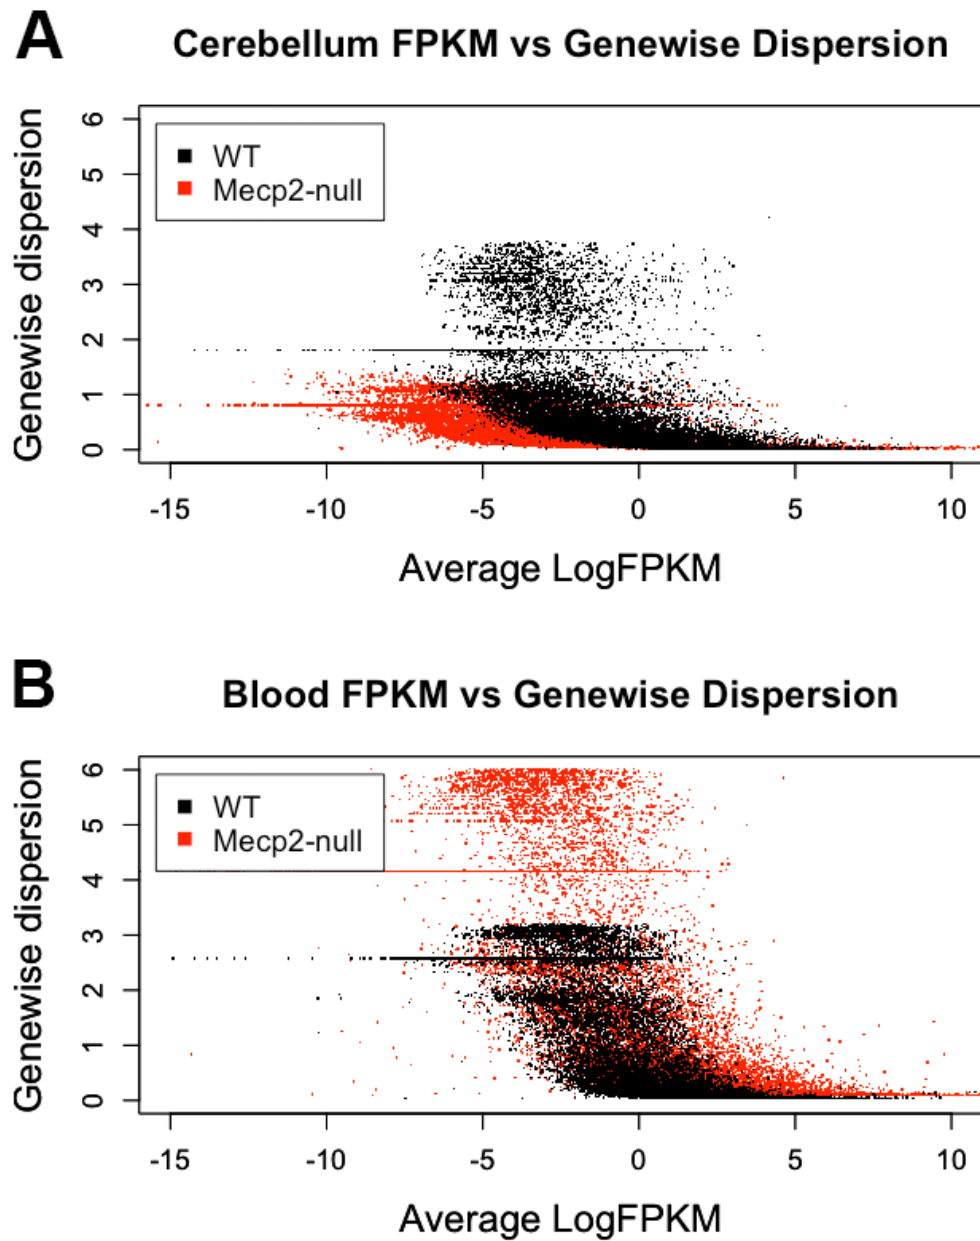 A
Cerebellum FPKM vs Genewise Dispersion
Genewise dispersion
6
5
4
3
2
1
0
WT
Mecp2-null
-15 -10 -5 0 5 10
Average LogFPKM
B
Blood FPKM vs Genewise Dispersion
Genewise dispersion
6
5
4
3
2
1
0
WT
Mecp2-null
-15 -10 -5 0 5 10
Average LogFPKM